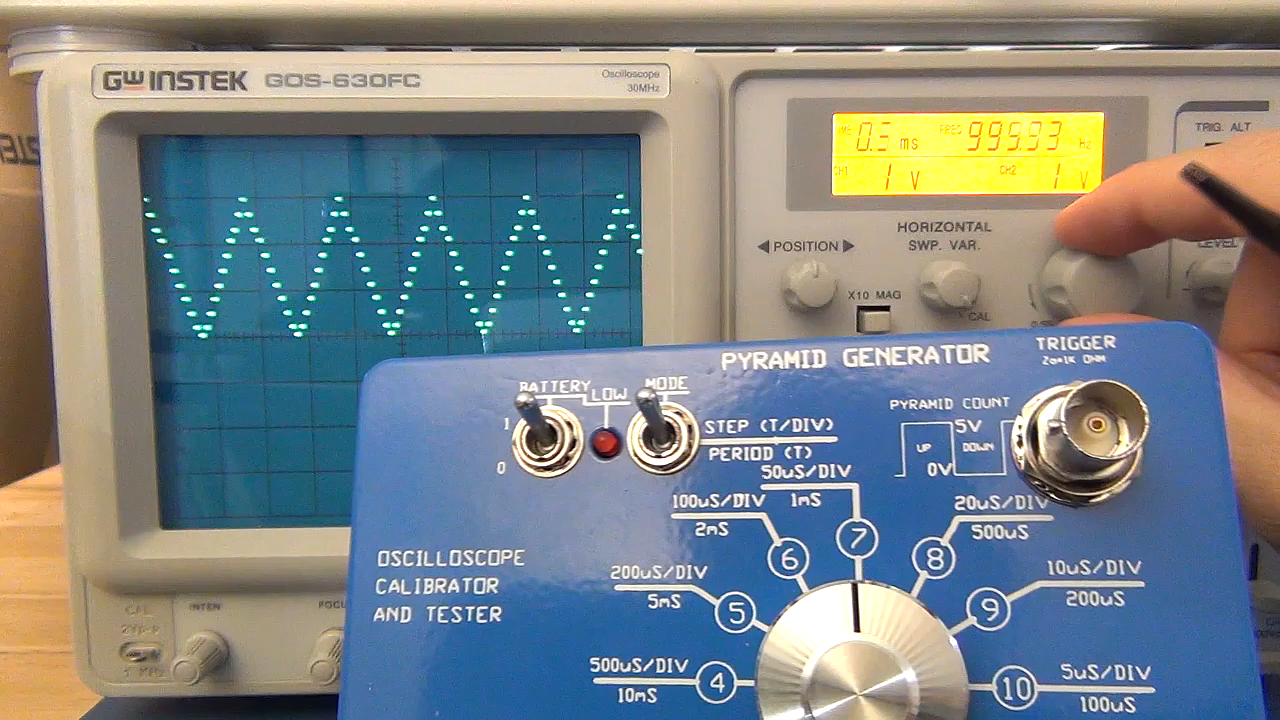 GW INSTEK GOS-630FC
Oscilloscope
30MHz
0.5 ms FREQ 999.93 Hz
CH1 1 V CH2 1 V
TRIG. ALT
HORIZONTAL
◀POSITION▶ SWP. VAR.
LEVEL
X10 MAG
CAL
PYRAMID GENERATOR
TRIGGER
Zo=1K OHM
BATTERY LOW MODE
1
0
STEP (T/DIV)
PERIOD (T)
PYRAMID COUNT
UP 5V DOWN
0V
50uS/DIV
1mS
7
100uS/DIV
2mS
6
20uS/DIV
500uS
8
OSCILLOSCOPE
CALIBRATOR
AND TESTER
200uS/DIV
5mS
5
10uS/DIV
200uS
9
500uS/DIV
10mS
4
5uS/DIV
100uS
10
CAL
INTEN